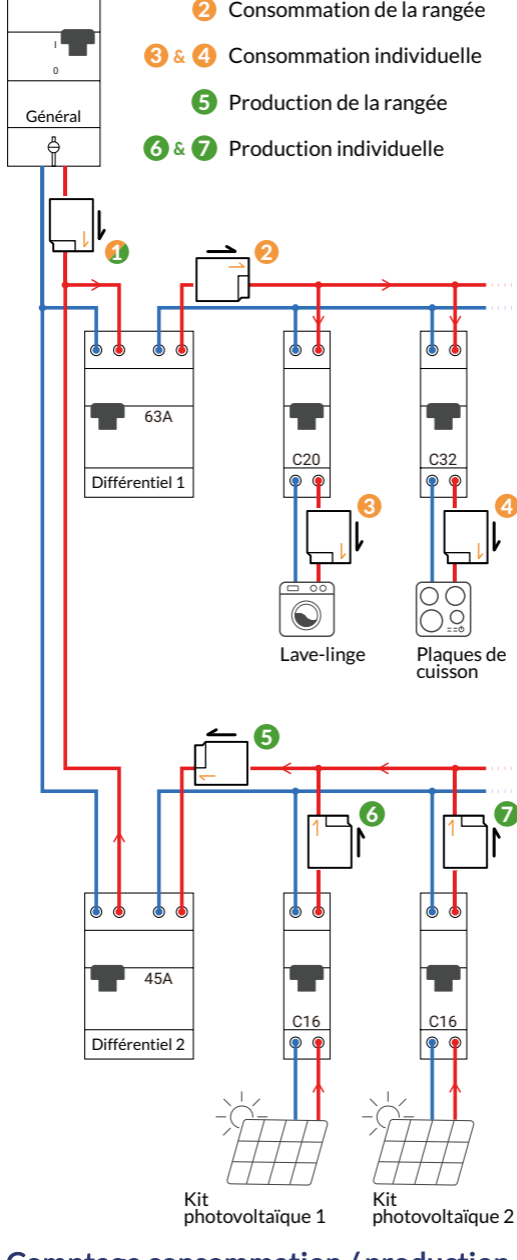 2 Consommation de la rangée
3 & 4 Consommation individuelle
5 Production de la rangée
6 & 7 Production individuelle
I
0
Général
1
2
63A
Différentiel 1
C20
C32
3
4
Lave-linge
Plaques de
cuisson
5
6
7
45A
Différentiel 2
C16
C16
Kit
photovoltaïque 1
Kit
photovoltaïque 2
Comptage consommation / production